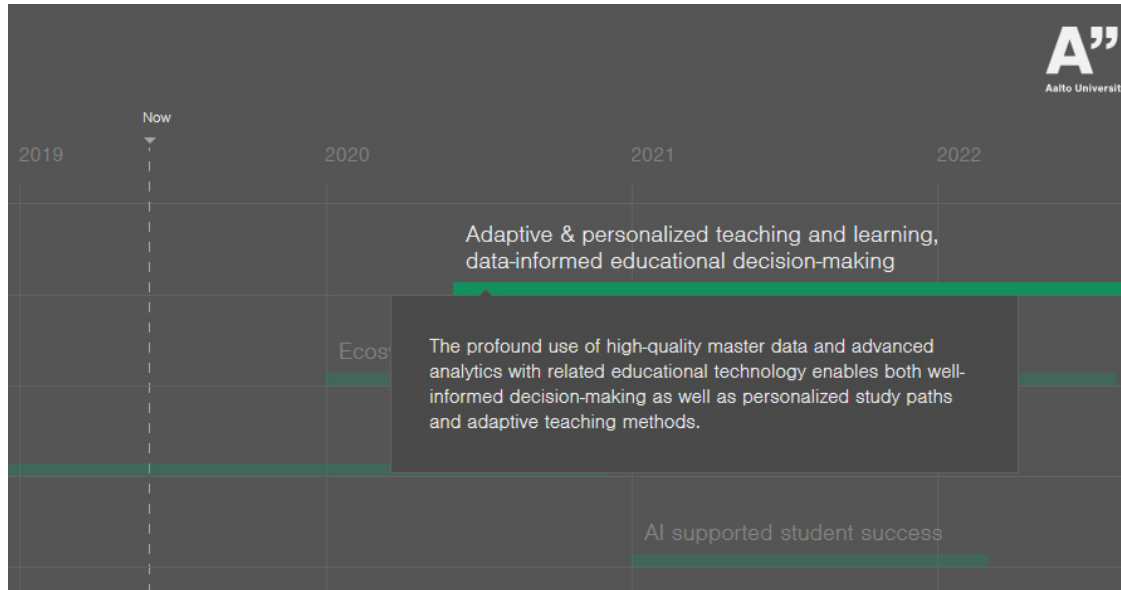 A”
Aalto Universit
Now
2019 2020 2021 2022
Adaptive & personalized teaching and learning,
data-informed educational decision-making
Ecos
The profound use of high-quality master data and advanced
analytics with related educational technology enables both well-
informed decision-making as well as personalized study paths
and adaptive teaching methods.
AI supported student success